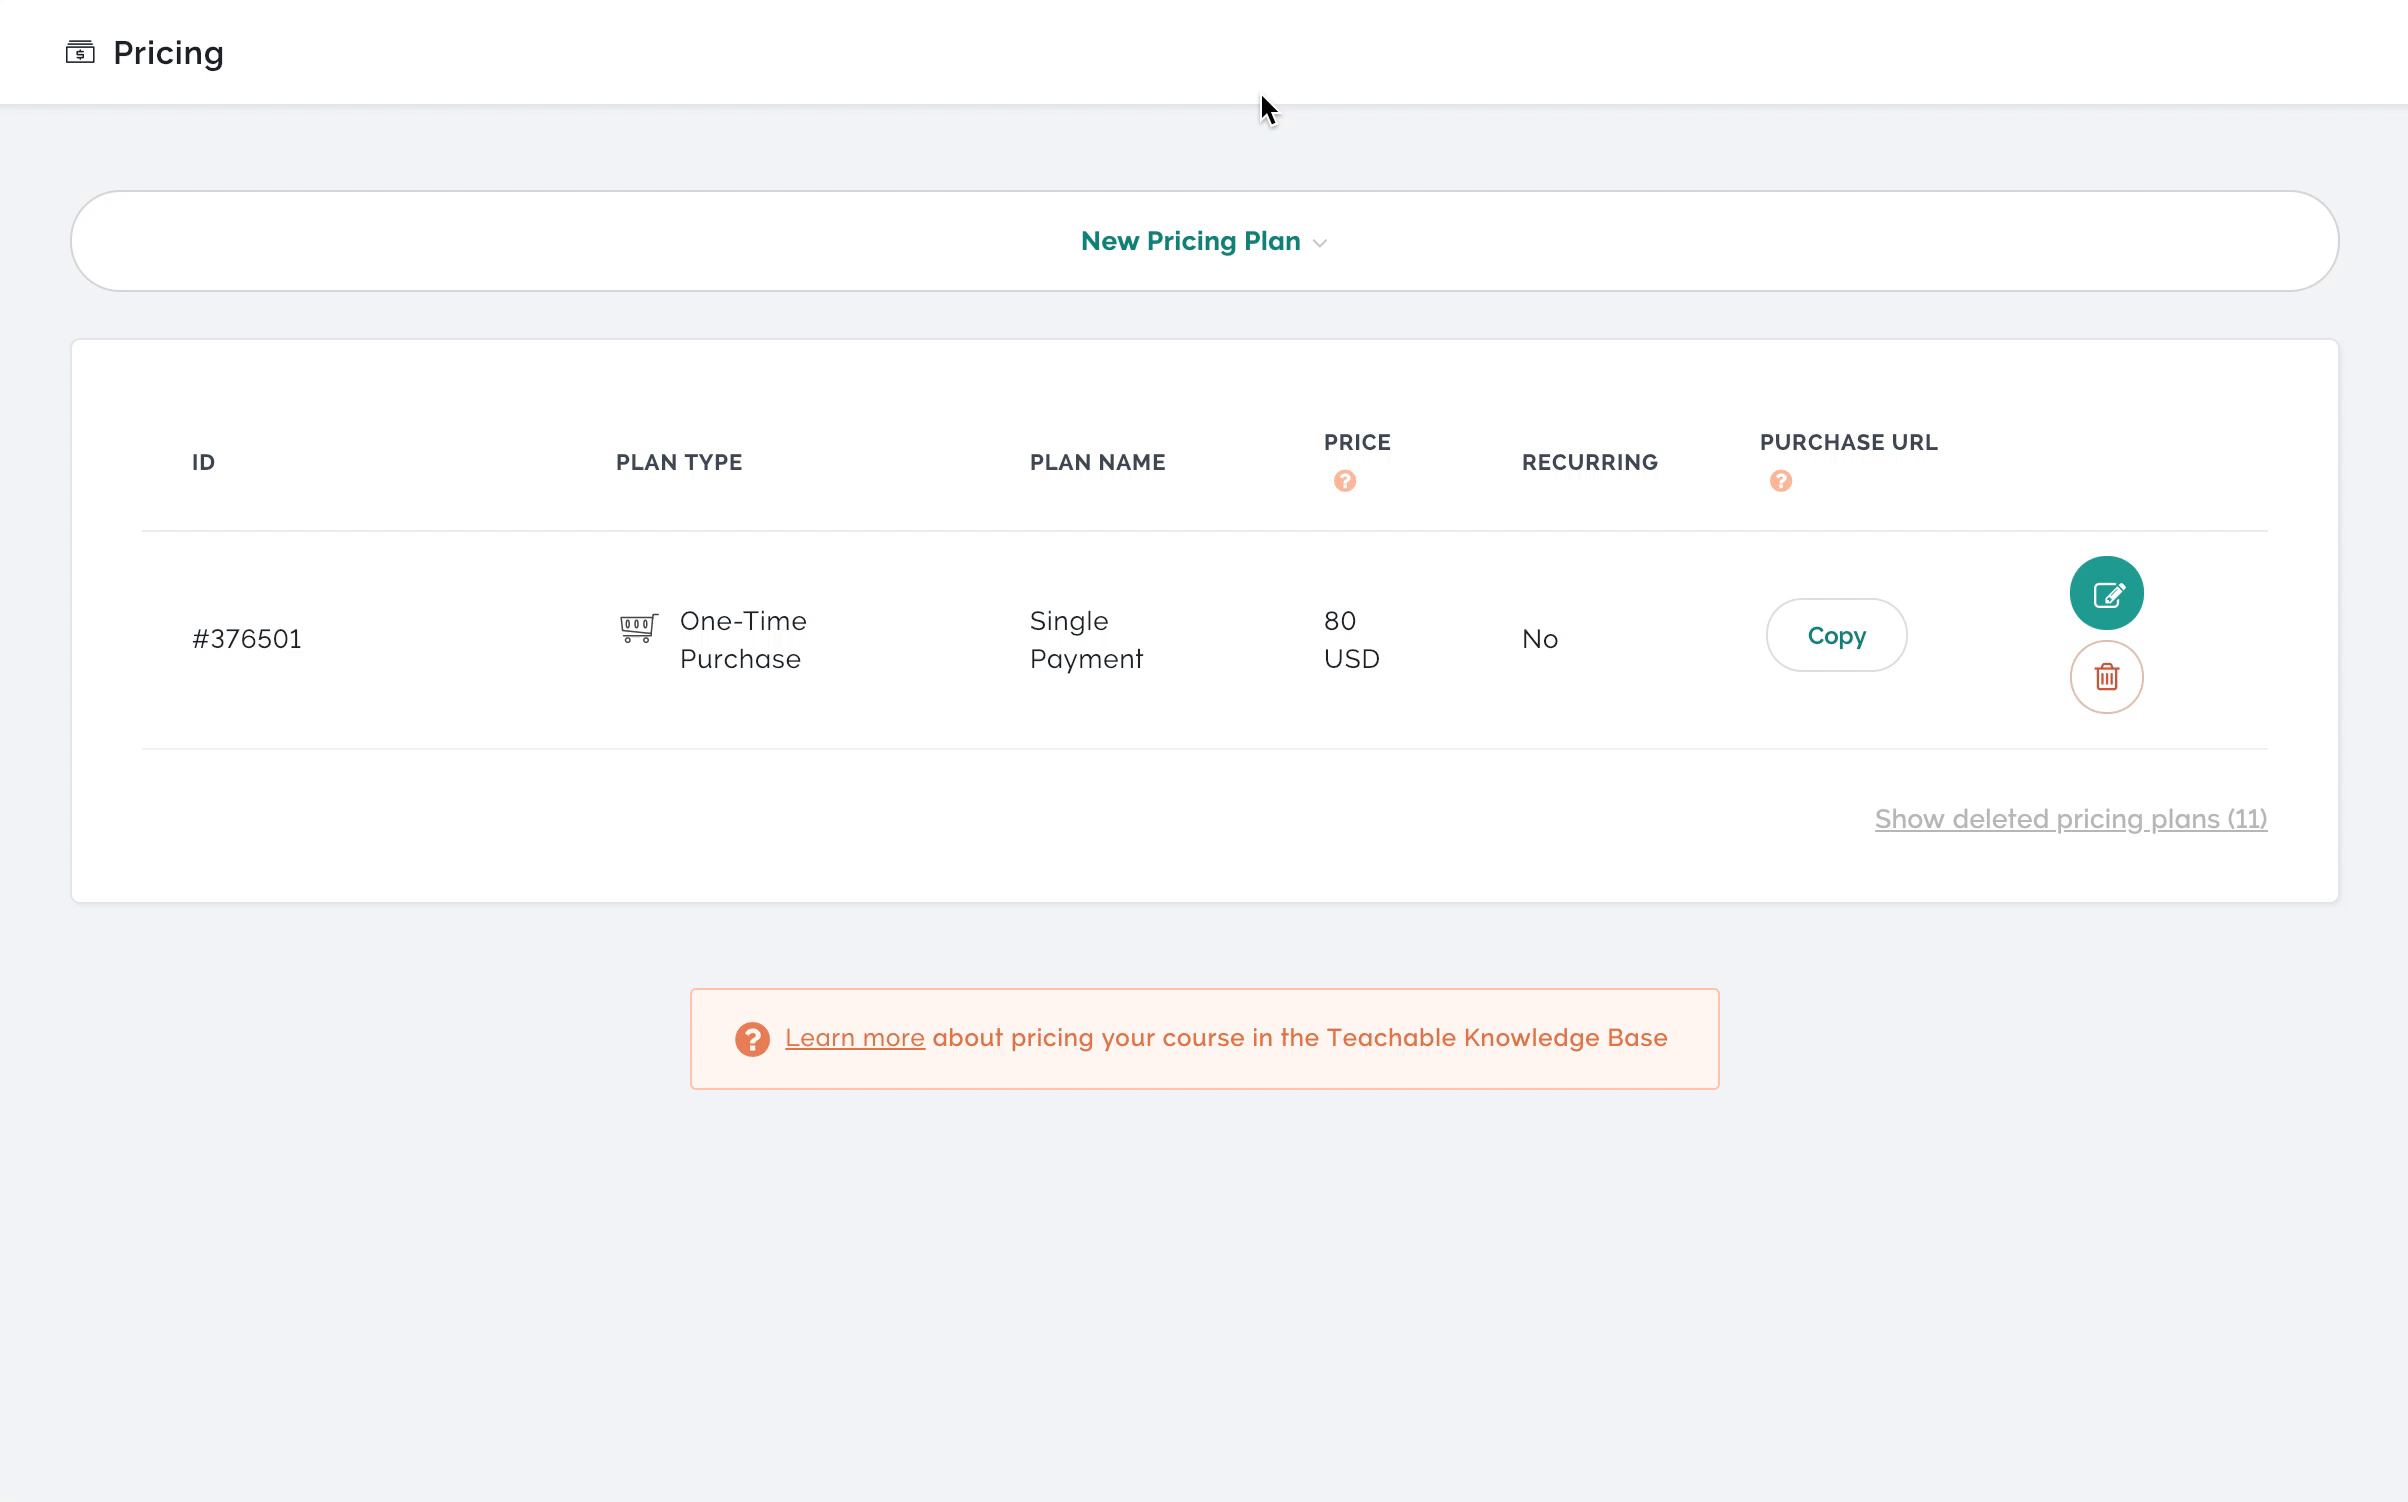 Pricing
New Pricing Plan
ID
PLAN TYPE
PLAN NAME
PRICE
RECURRING
PURCHASE URL
#376501
One-Time
Purchase
Single
Payment
80
USD
No
Copy
Show deleted pricing plans (11)
Learn more about pricing your course in the Teachable Knowledge Base